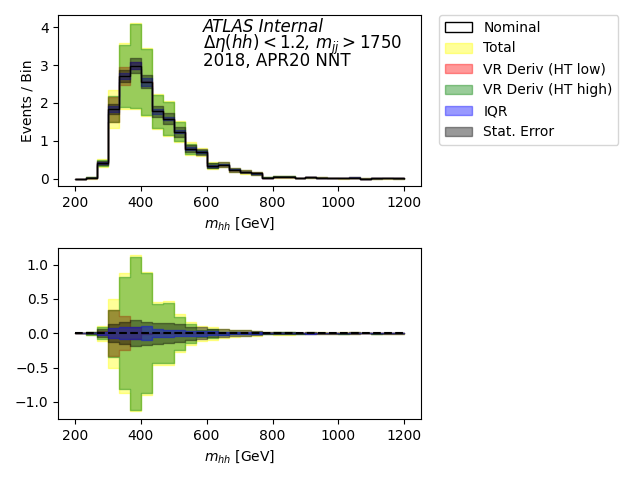 ATLAS Internal
Δη(hh) < 1.2, m_jj > 1750
2018, APR20 NNT
Events / Bin
4
3
2
1
0
200 400 600 800 1000 1200
m_hh [GeV]
Nominal
Total
VR Deriv (HT low)
VR Deriv (HT high)
IQR
Stat. Error
1.0
0.5
0.0
−0.5
−1.0
200 400 600 800 1000 1200
m_hh [GeV]